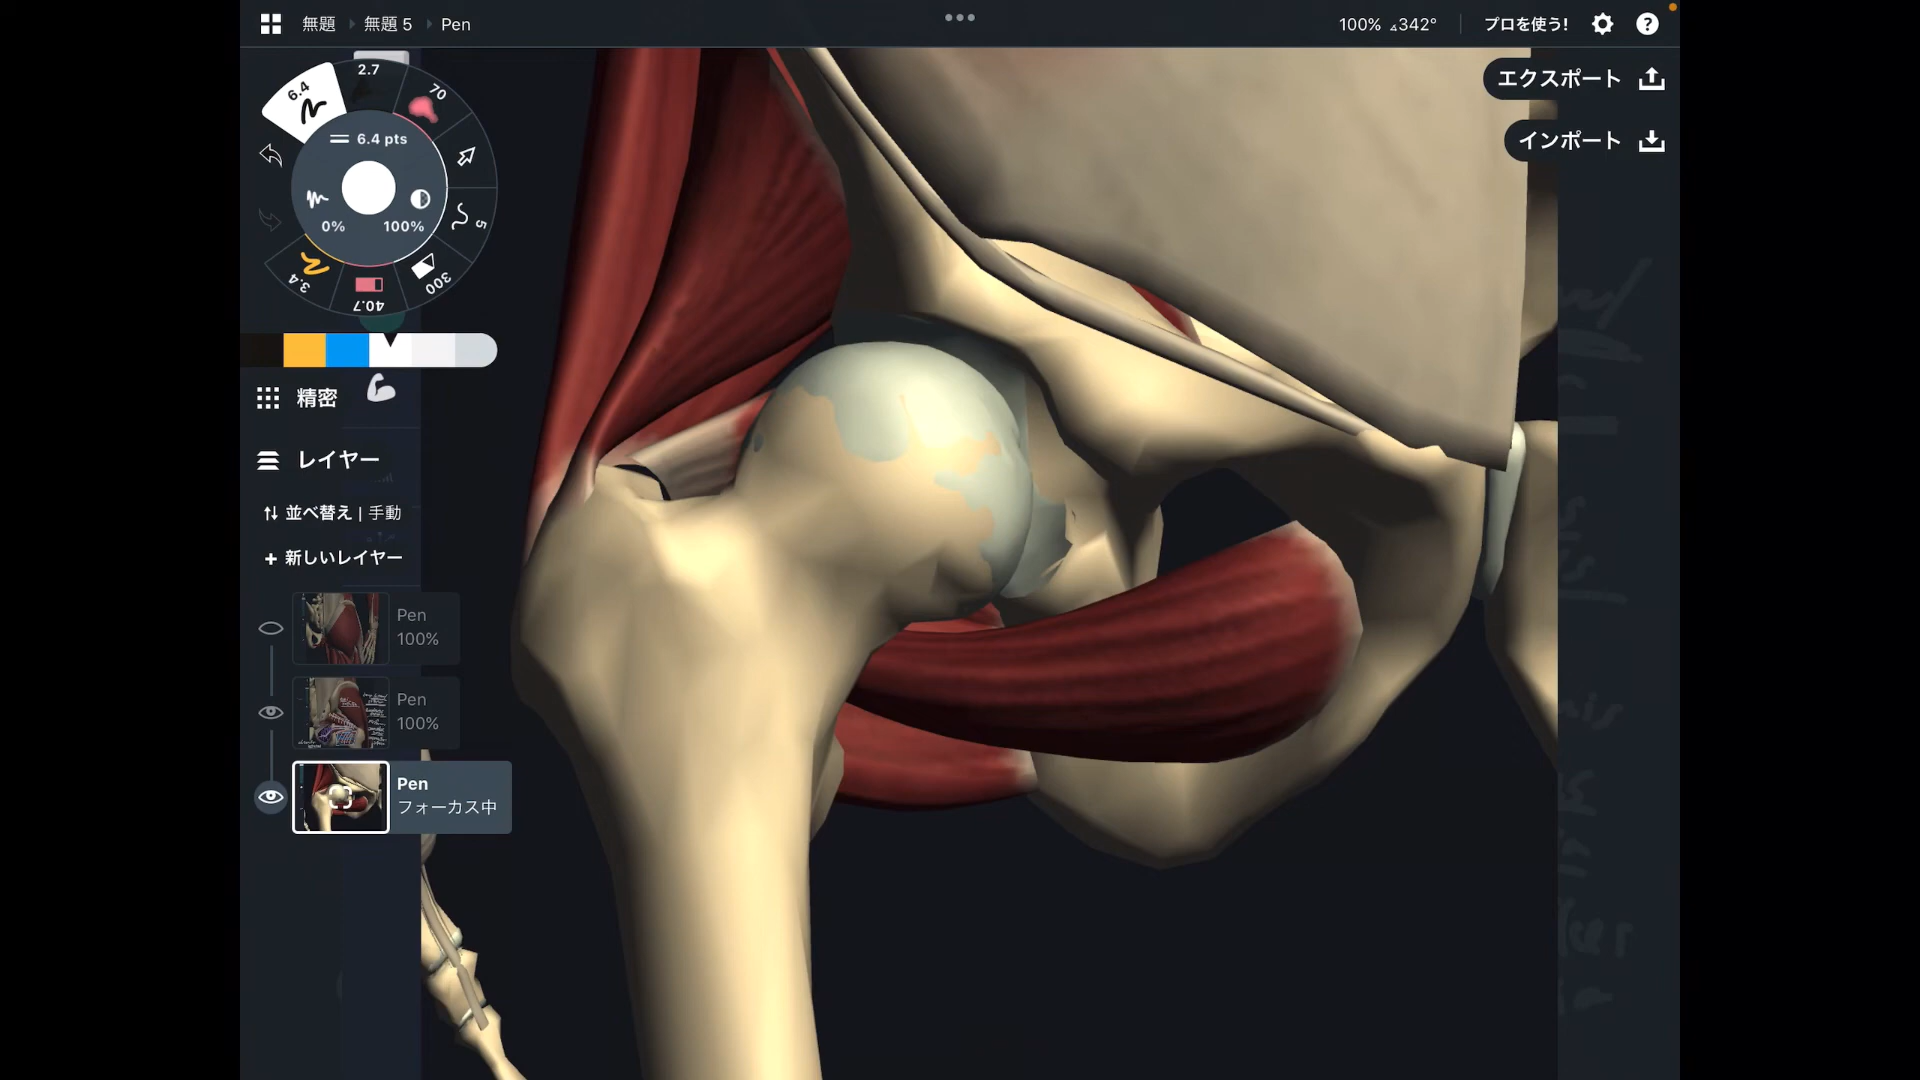 無題 無題 5 Pen
100% ⊿342°
プロを使う!
エクスポート
インポート
2.7
6.4
70
6.4 pts
0% 100%
5
3.4
40.7
300
精密
レイヤー
並べ替え | 手動
+ 新しいレイヤー
Pen
100%
Pen
100%
Pen
フォーカス中